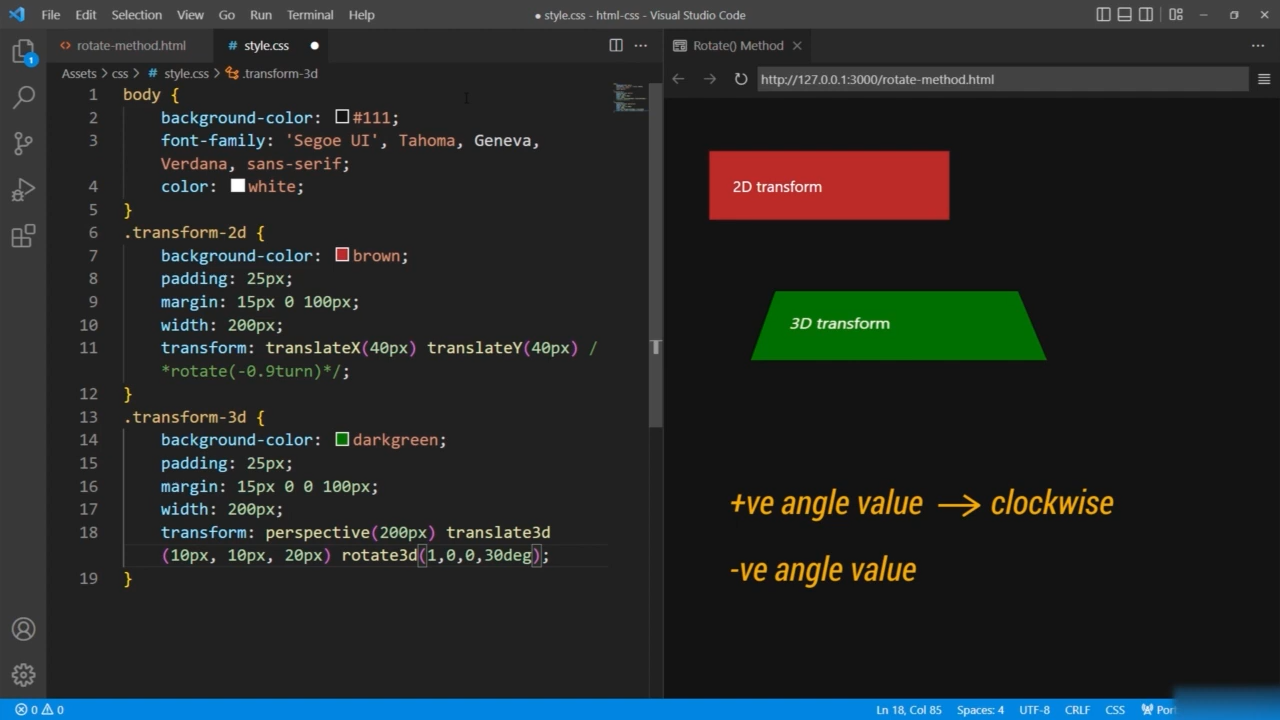 File Edit Selection View Go Run Terminal Help
● style.css - html-css - Visual Studio Code
rotate-method.html
# style.css
Rotate() Method
1
Assets > css > # style.css > .transform-3d
http://127.0.0.1:3000/rotate-method.html
1 body {
2 background-color: #111;
3 font-family: 'Segoe UI', Tahoma, Geneva,
Verdana, sans-serif;
4 color: white;
5 }
6 .transform-2d {
7 background-color: brown;
8 padding: 25px;
9 margin: 15px 0 100px;
10 width: 200px;
11 transform: translateX(40px) translateY(40px) /
*rotate(-0.9turn)*/;
12 }
13 .transform-3d {
14 background-color: darkgreen;
15 padding: 25px;
16 margin: 15px 0 0 100px;
17 width: 200px;
18 transform: perspective(200px) translate3d
(10px, 10px, 20px) rotate3d(1,0,0,30deg);
19 }
2D transform
3D transform
+ve angle value → clockwise
-ve angle value
0 0
Ln 18, Col 85
Spaces: 4
UTF-8
CRLF
CSS